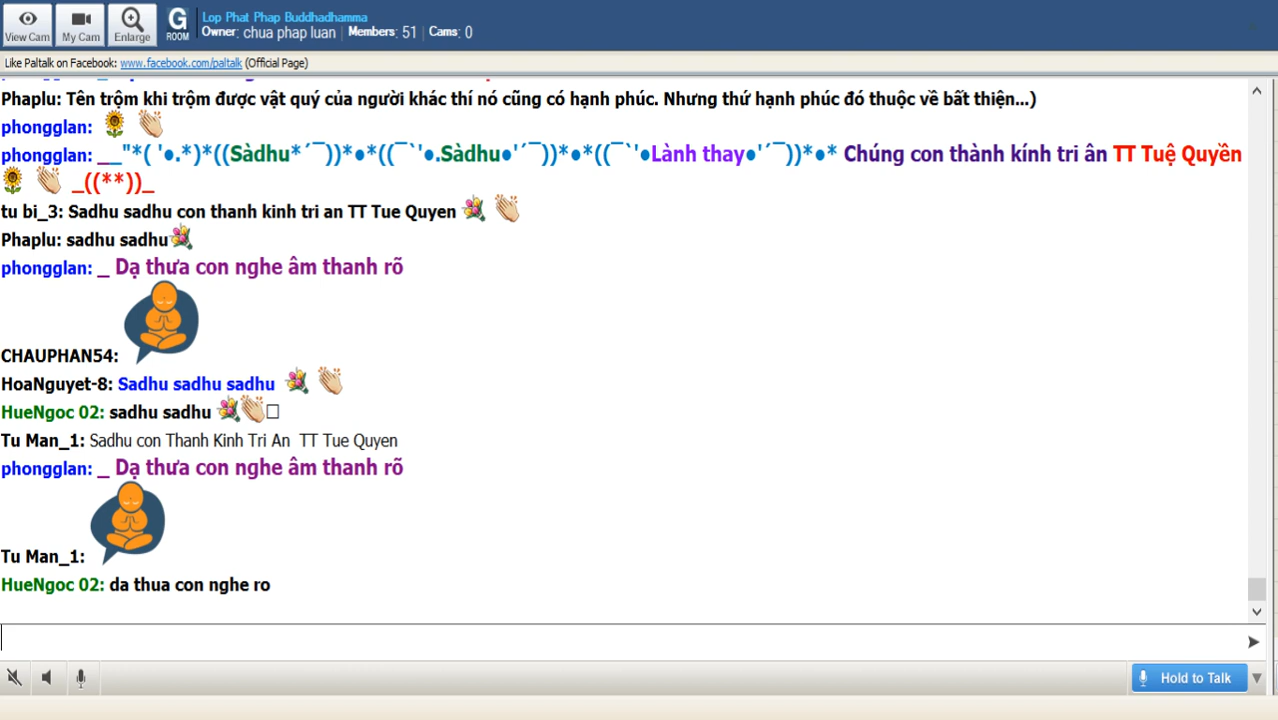 View Cam
My Cam
Enlarge
G
ROOM
Lop Phat Phap Buddhadhamma
Owner: chua phap luan | Members: 51 | Cams: 0
Like Paltalk on Facebook: www.facebook.com/paltalk (Official Page)
Phaplu: Tên trộm khi trộm được vật quý của người khác thí nó cũng có hạnh phúc. Nhưng thứ hạnh phúc đó thuộc về bất thiện...)
phongglan: 🌻 👏
phongglan: __"*( '●.*)*((Sàdhu*´¯))*●*((¯`'●.Sàdhu●'´¯))*●*((¯`'●Lành thay●'´¯))*●* Chúng con thành kính tri ân TT Tuệ Quyền
🌻 👏 _((**))_
tu bi_3: Sadhu sadhu con thanh kinh tri an TT Tue Quyen 💐 👏
Phaplu: sadhu sadhu💐
phongglan: _ Dạ thưa con nghe âm thanh rõ
CHAUPHAN54:
HoaNguyet-8: Sadhu sadhu sadhu 💐 👏
HueNgoc 02: sadhu sadhu 💐👏□
Tu Man_1: Sadhu con Thanh Kinh Tri An TT Tue Quyen
phongglan: _ Dạ thưa con nghe âm thanh rõ
Tu Man_1:
HueNgoc 02: da thua con nghe ro
Hold to Talk